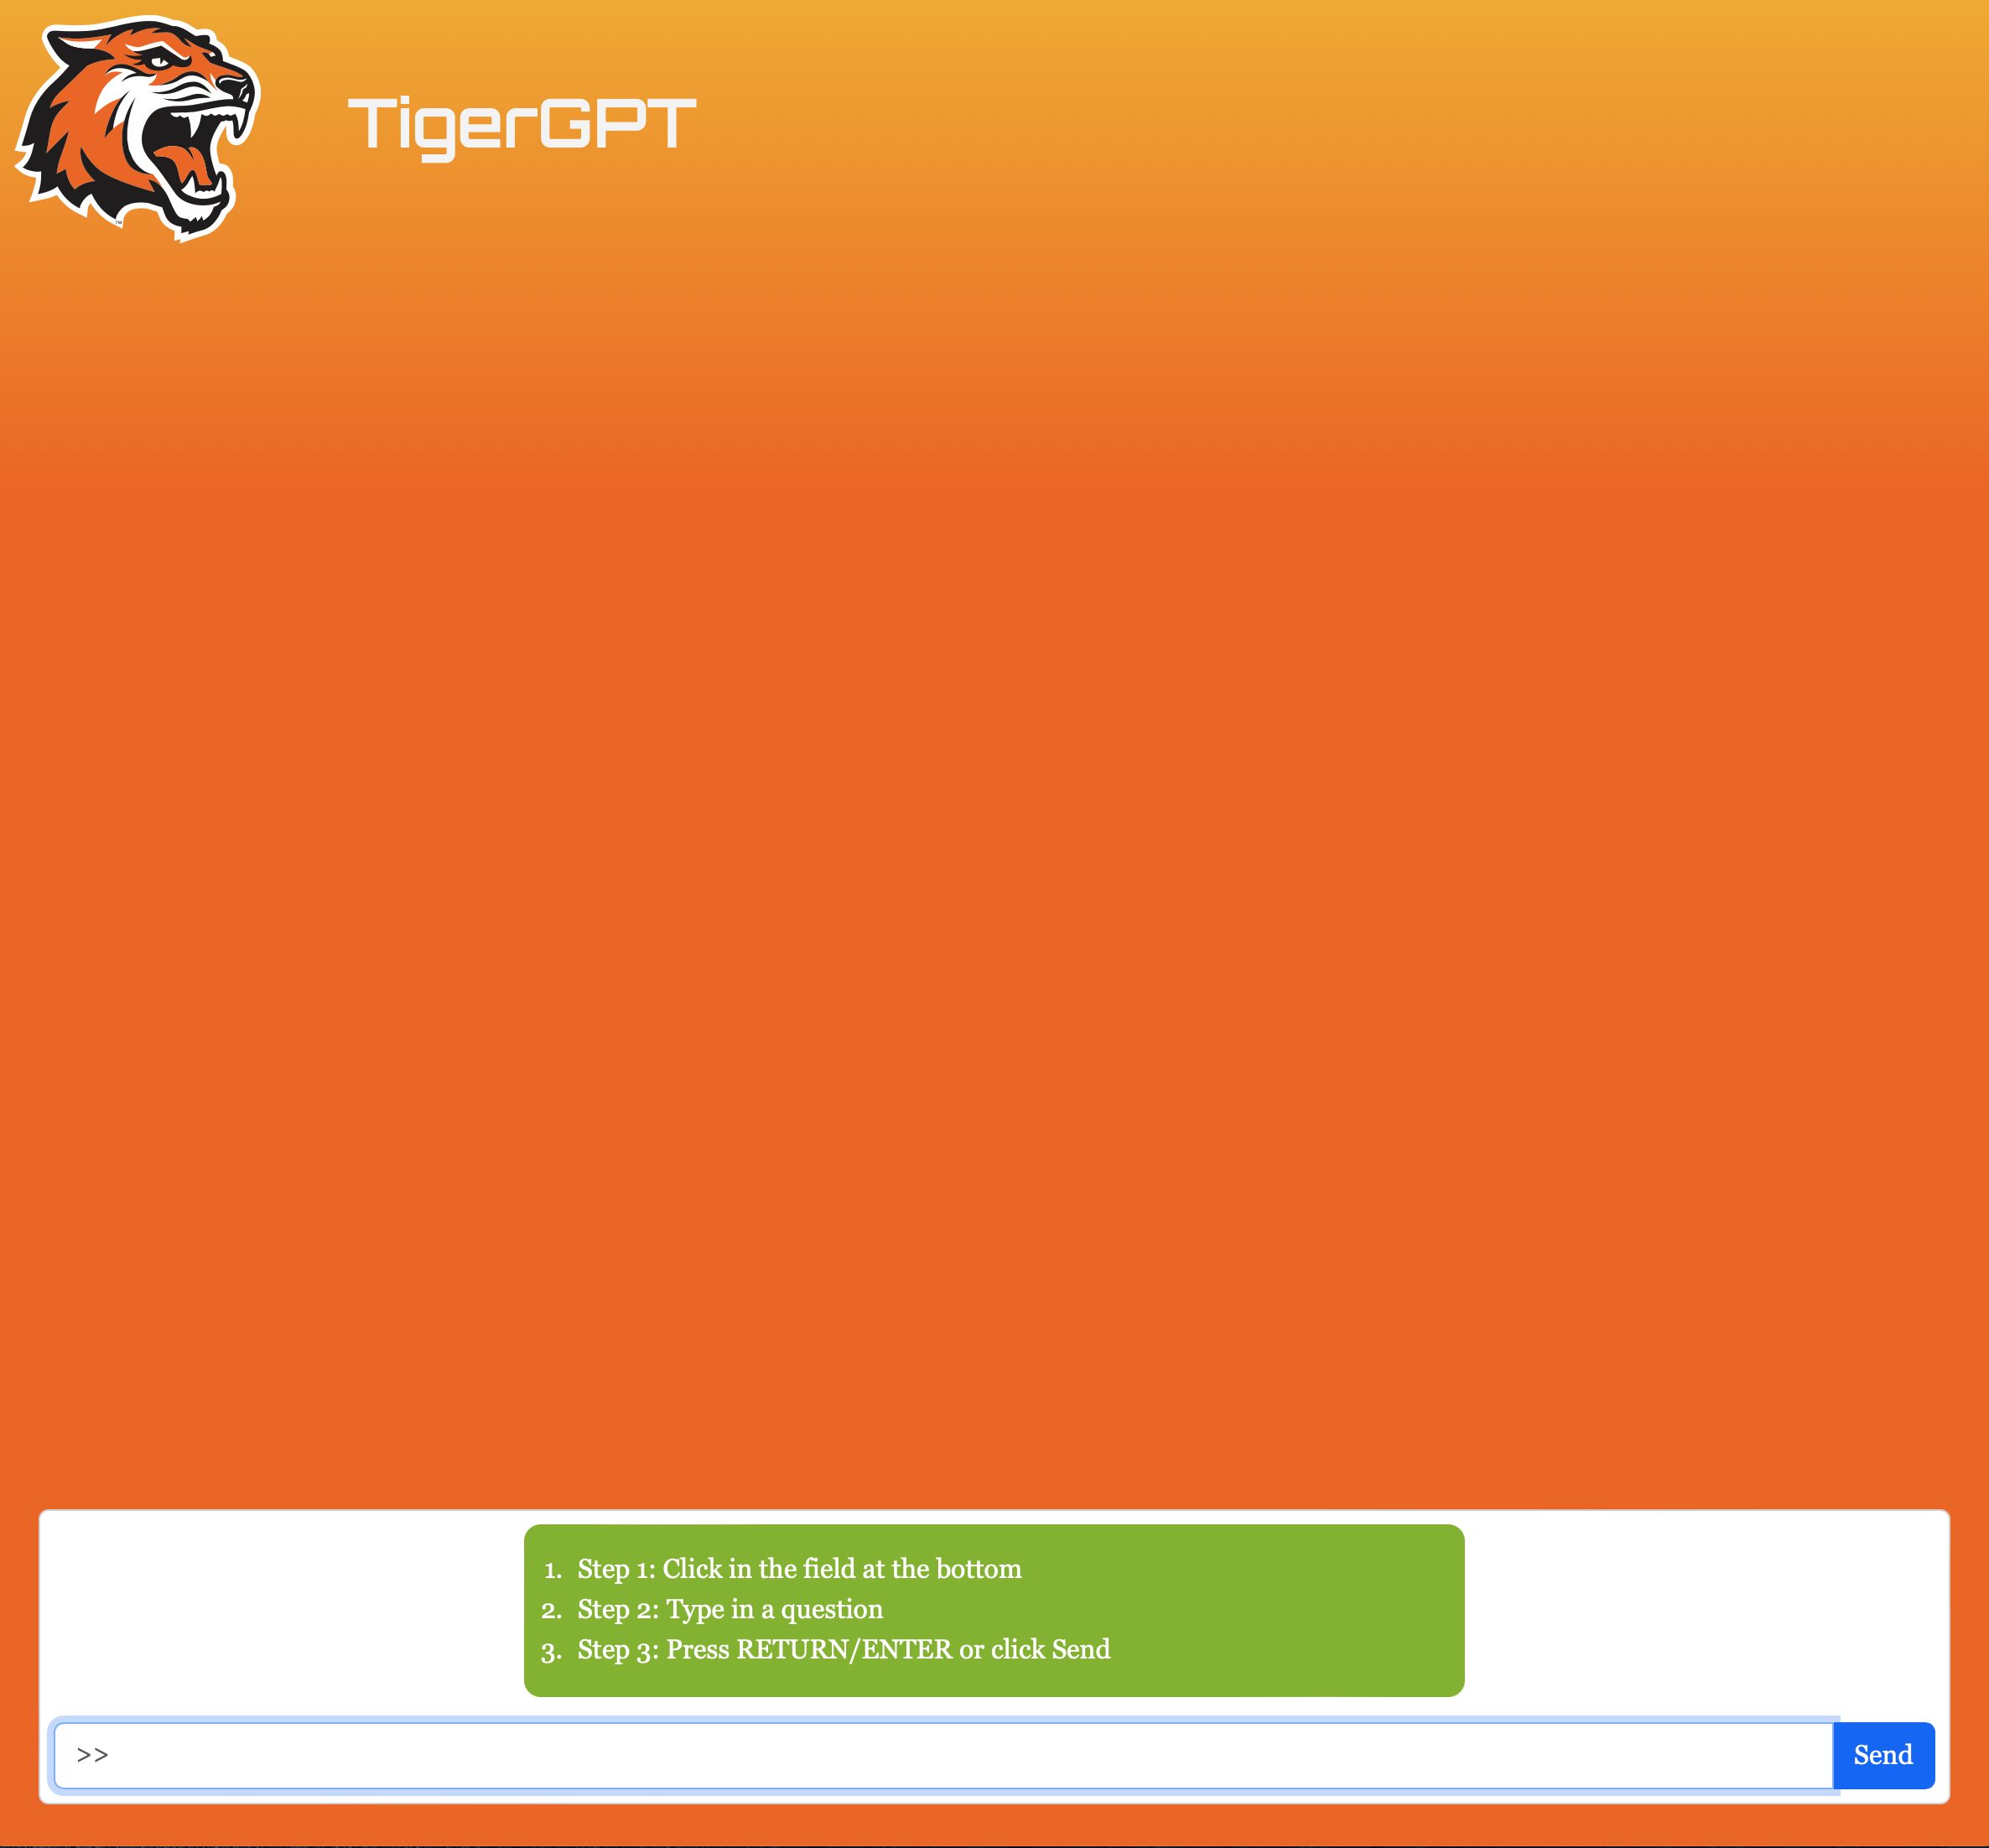 TigerGPT
1. Step 1: Click in the field at the bottom
2. Step 2: Type in a question
3. Step 3: Press RETURN/ENTER or click Send
>>
Send